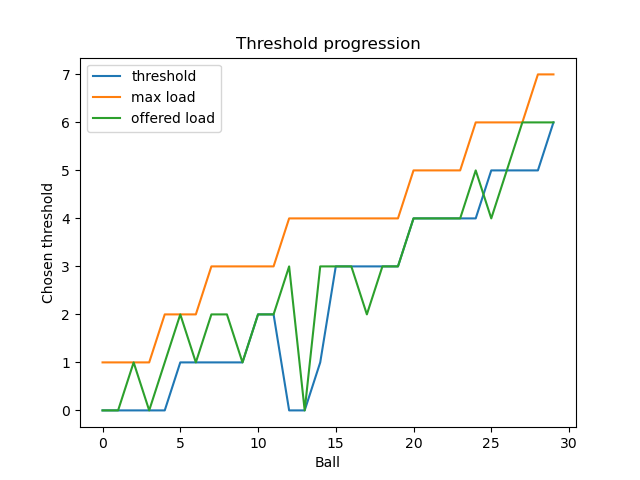 Threshold progression
threshold
max load
offered load
7
6
5
4
3
2
1
0
Chosen threshold
0 5 10 15 20 25 30
Ball